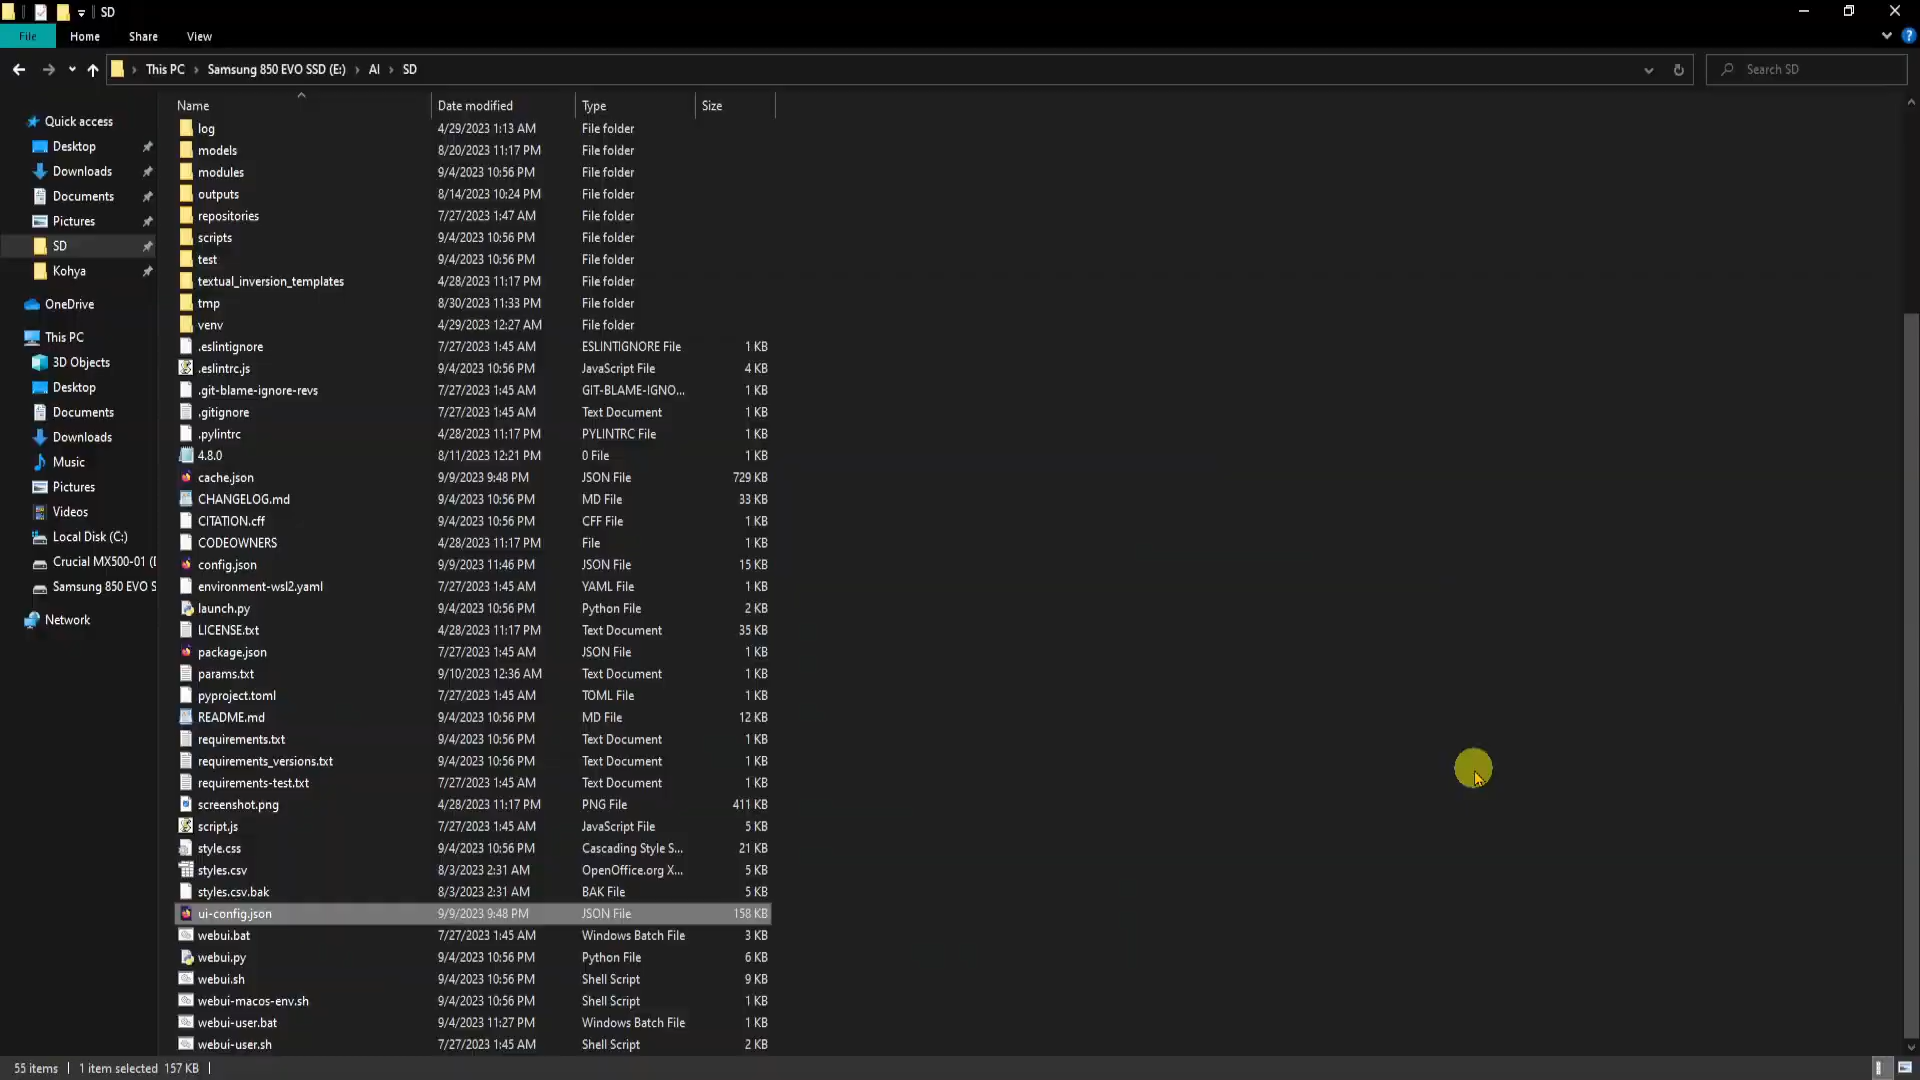 SD
File Home Share View
This PC Samsung 850 EVO SSD (E:) AI SD Search SD
Name Date modified Type Size
Quick access
Desktop
Downloads
Documents
Pictures
SD
Kohya
OneDrive
This PC
3D Objects
Desktop
Documents
Downloads
Music
Pictures
Videos
Local Disk (C:)
Crucial MX500-01 (
Samsung 850 EVO S
Network
log 4/29/2023 1:13 AM File folder
models 8/20/2023 11:17 PM File folder
modules 9/4/2023 10:56 PM File folder
outputs 8/14/2023 10:24 PM File folder
repositories 7/27/2023 1:47 AM File folder
scripts 9/4/2023 10:56 PM File folder
test 9/4/2023 10:56 PM File folder
textual_inversion_templates 4/28/2023 11:17 PM File folder
tmp 8/30/2023 11:33 PM File folder
venv 4/29/2023 12:27 AM File folder
.eslintignore 7/27/2023 1:45 AM ESLINTIGNORE File 1 KB
.eslintrc.js 9/4/2023 10:56 PM JavaScript File 4 KB
.git-blame-ignore-revs 7/27/2023 1:45 AM GIT-BLAME-IGNO... 1 KB
.gitignore 7/27/2023 1:45 AM Text Document 1 KB
.pylintrc 4/28/2023 11:17 PM PYLINTRC File 1 KB
4.8.0 8/11/2023 12:21 PM 0 File 1 KB
cache.json 9/9/2023 9:48 PM JSON File 729 KB
CHANGELOG.md 9/4/2023 10:56 PM MD File 33 KB
CITATION.cff 9/4/2023 10:56 PM CFF File 1 KB
CODEOWNERS 4/28/2023 11:17 PM File 1 KB
config.json 9/9/2023 11:46 PM JSON File 15 KB
environment-wsl2.yaml 7/27/2023 1:45 AM YAML File 1 KB
launch.py 9/4/2023 10:56 PM Python File 2 KB
LICENSE.txt 4/28/2023 11:17 PM Text Document 35 KB
package.json 7/27/2023 1:45 AM JSON File 1 KB
params.txt 9/10/2023 12:36 AM Text Document 1 KB
pyproject.toml 7/27/2023 1:45 AM TOML File 1 KB
README.md 9/4/2023 10:56 PM MD File 12 KB
requirements.txt 9/4/2023 10:56 PM Text Document 1 KB
requirements_versions.txt 9/4/2023 10:56 PM Text Document 1 KB
requirements-test.txt 7/27/2023 1:45 AM Text Document 1 KB
screenshot.png 4/28/2023 11:17 PM PNG File 411 KB
script.js 7/27/2023 1:45 AM JavaScript File 5 KB
style.css 9/4/2023 10:56 PM Cascading Style S... 21 KB
styles.csv 8/3/2023 2:31 AM OpenOffice.org X... 5 KB
styles.csv.bak 8/3/2023 2:31 AM BAK File 5 KB
ui-config.json 9/9/2023 9:48 PM JSON File 158 KB
webui.bat 7/27/2023 1:45 AM Windows Batch File 3 KB
webui.py 9/4/2023 10:56 PM Python File 6 KB
webui.sh 9/4/2023 10:56 PM Shell Script 9 KB
webui-macos-env.sh 9/4/2023 10:56 PM Shell Script 1 KB
webui-user.bat 9/4/2023 11:27 PM Windows Batch File 1 KB
webui-user.sh 7/27/2023 1:45 AM Shell Script 2 KB
55 items 1 item selected 157 KB